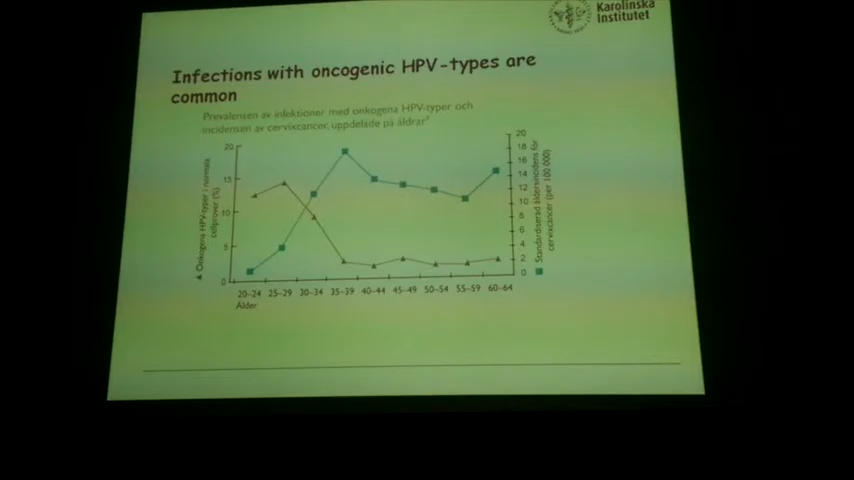 Karolinska
Institutet
Infections with oncogenic HPV-types are
common
Prevalensen av infektioner med onkogena HPV-typer och
incidensen av cervixcancer, uppdelade på åldrar
20
15
10
5
0
▲ Onkogena HPV-typer i normala
cellprover (%)
20
18
16
14
12
10
8
6
4
2
0
■ Standardiserad åldersincidens för
cervixcancer (per 100 000)
20–24 25–29 30–34 35–39 40–44 45–49 50–54 55–59 60–64
Ålder